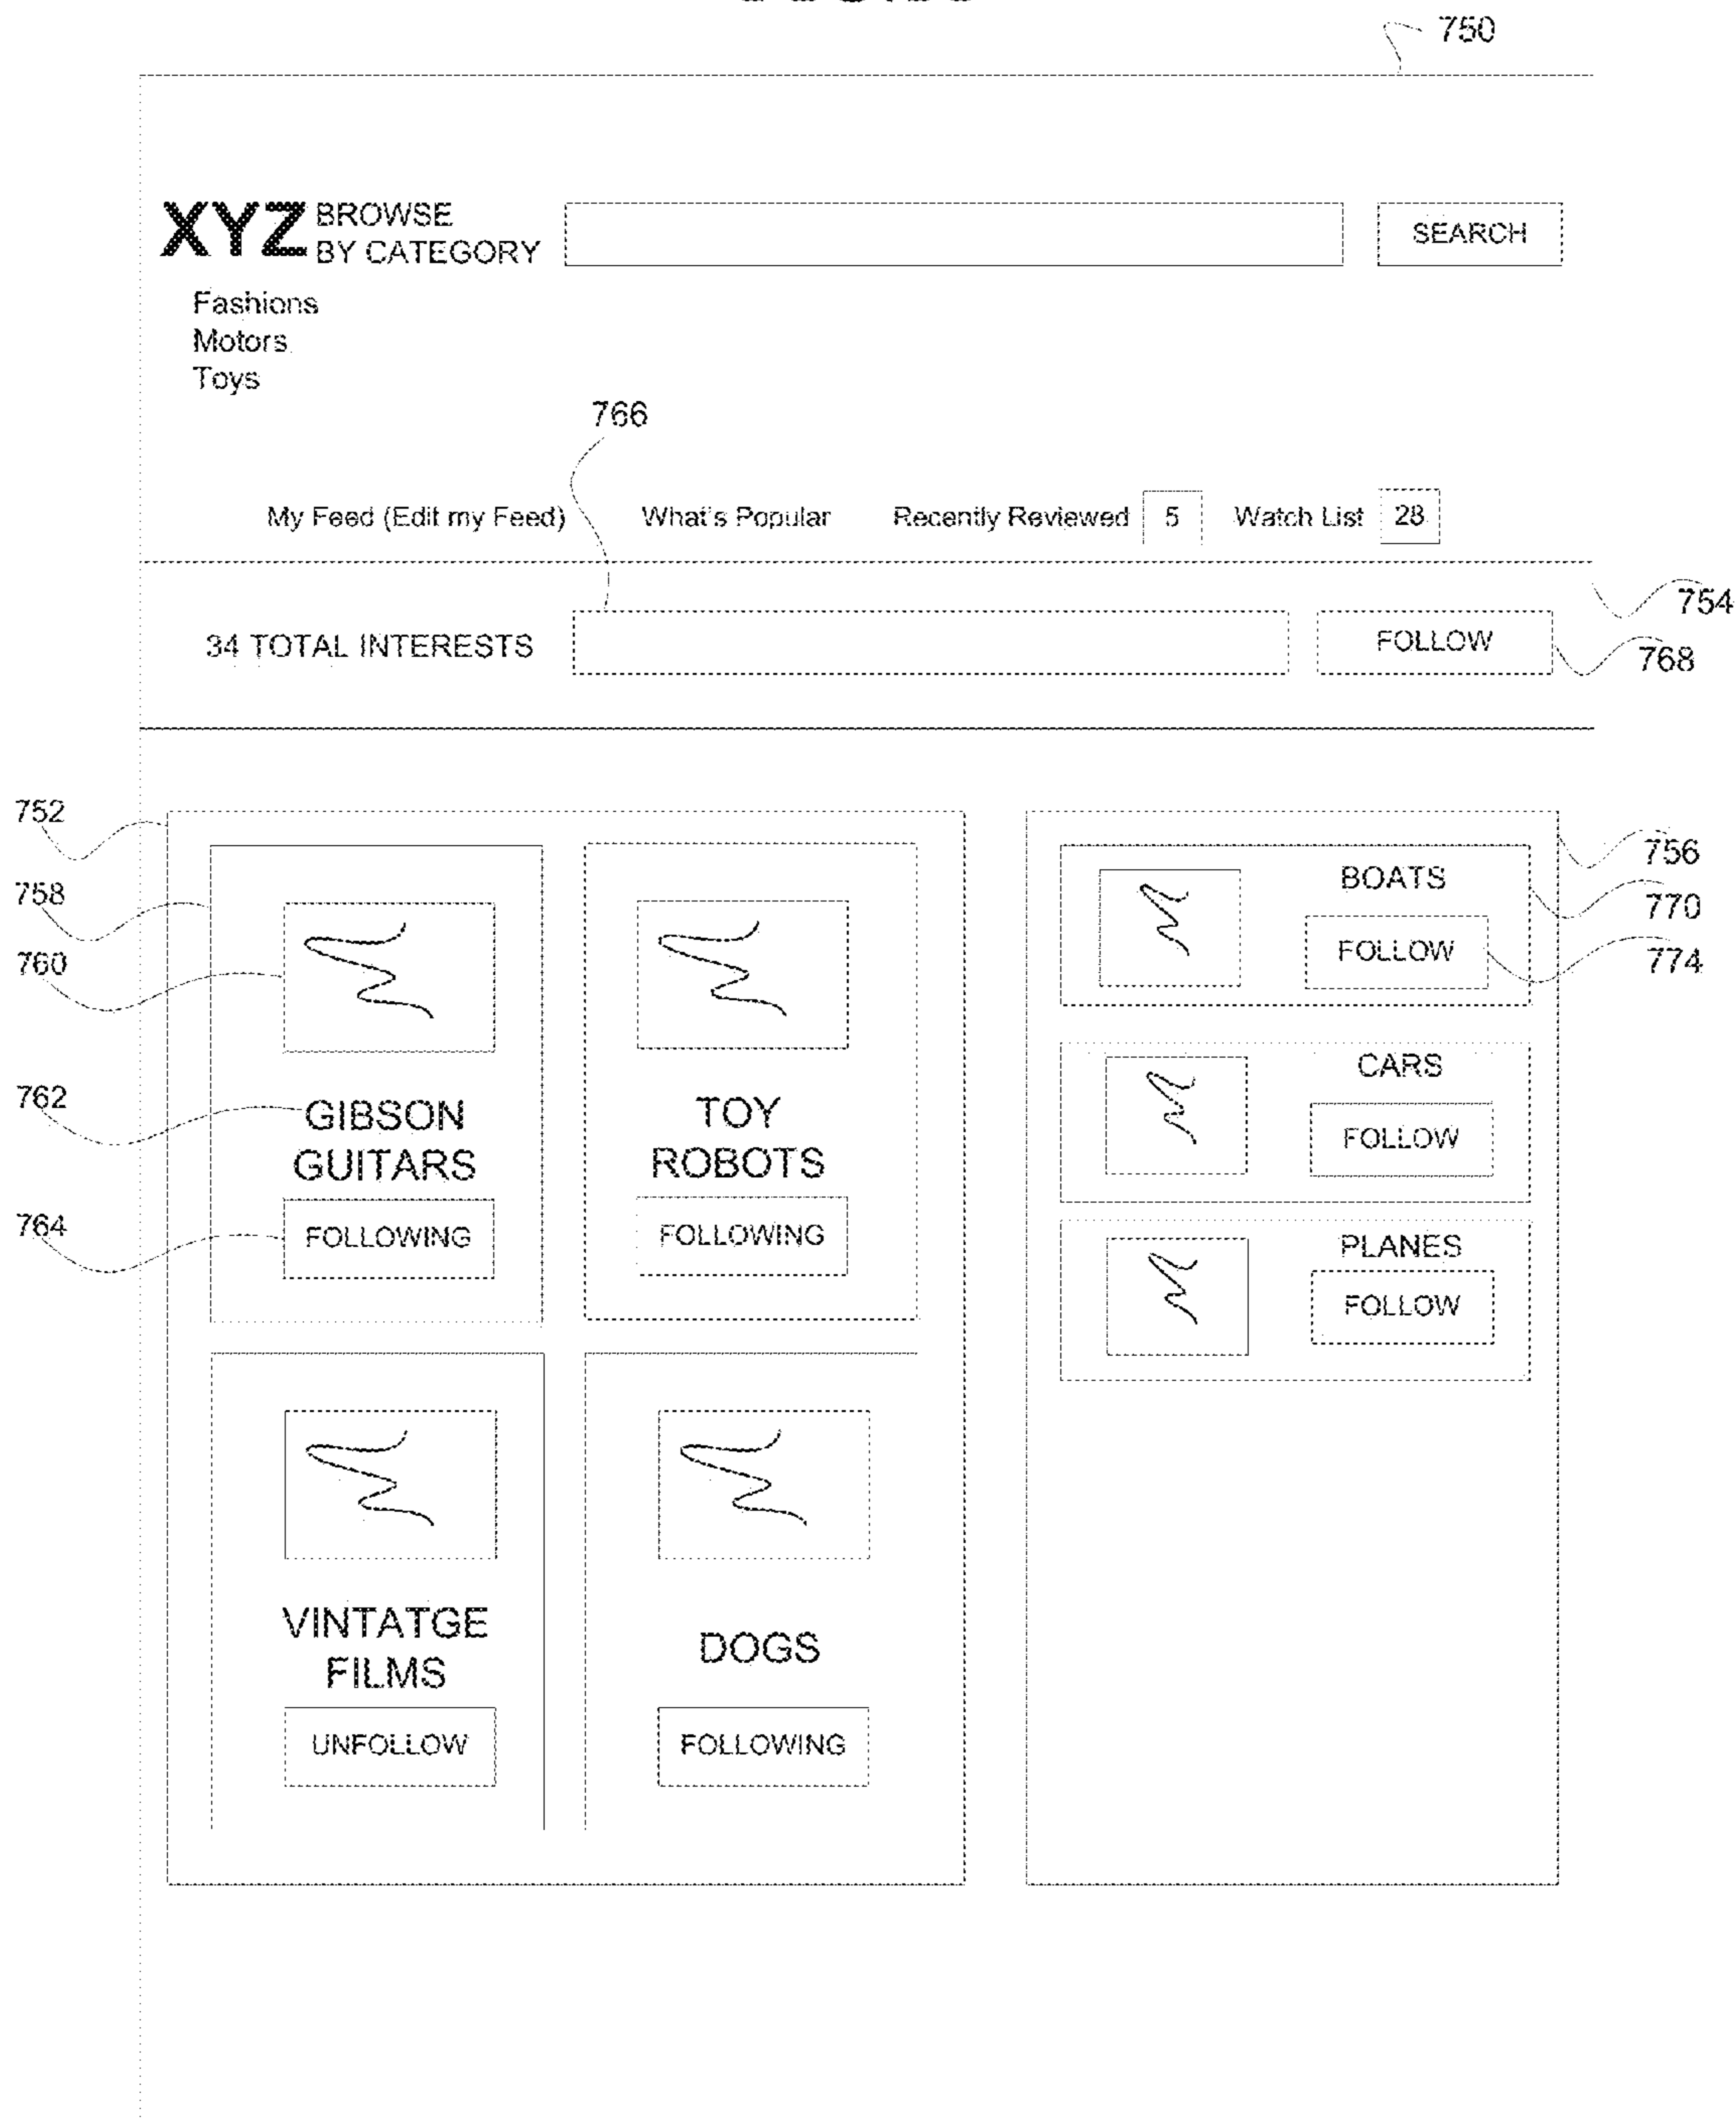 750
XYZ BROWSE
BY CATEGORY
SEARCH
Fashions
Motors
Toys
766
My Feed (Edit my Feed) What's Popular Recently Reviewed 5 Watch List 28
754
34 TOTAL INTERESTS FOLLOW
768
752
758
760
762
764
GIBSON
GUITARS
FOLLOWING
TOY
ROBOTS
FOLLOWING
VINTATGE
FILMS
UNFOLLOW
DOGS
FOLLOWING
BOATS
FOLLOW
CARS
FOLLOW
PLANES
FOLLOW
756
770
774